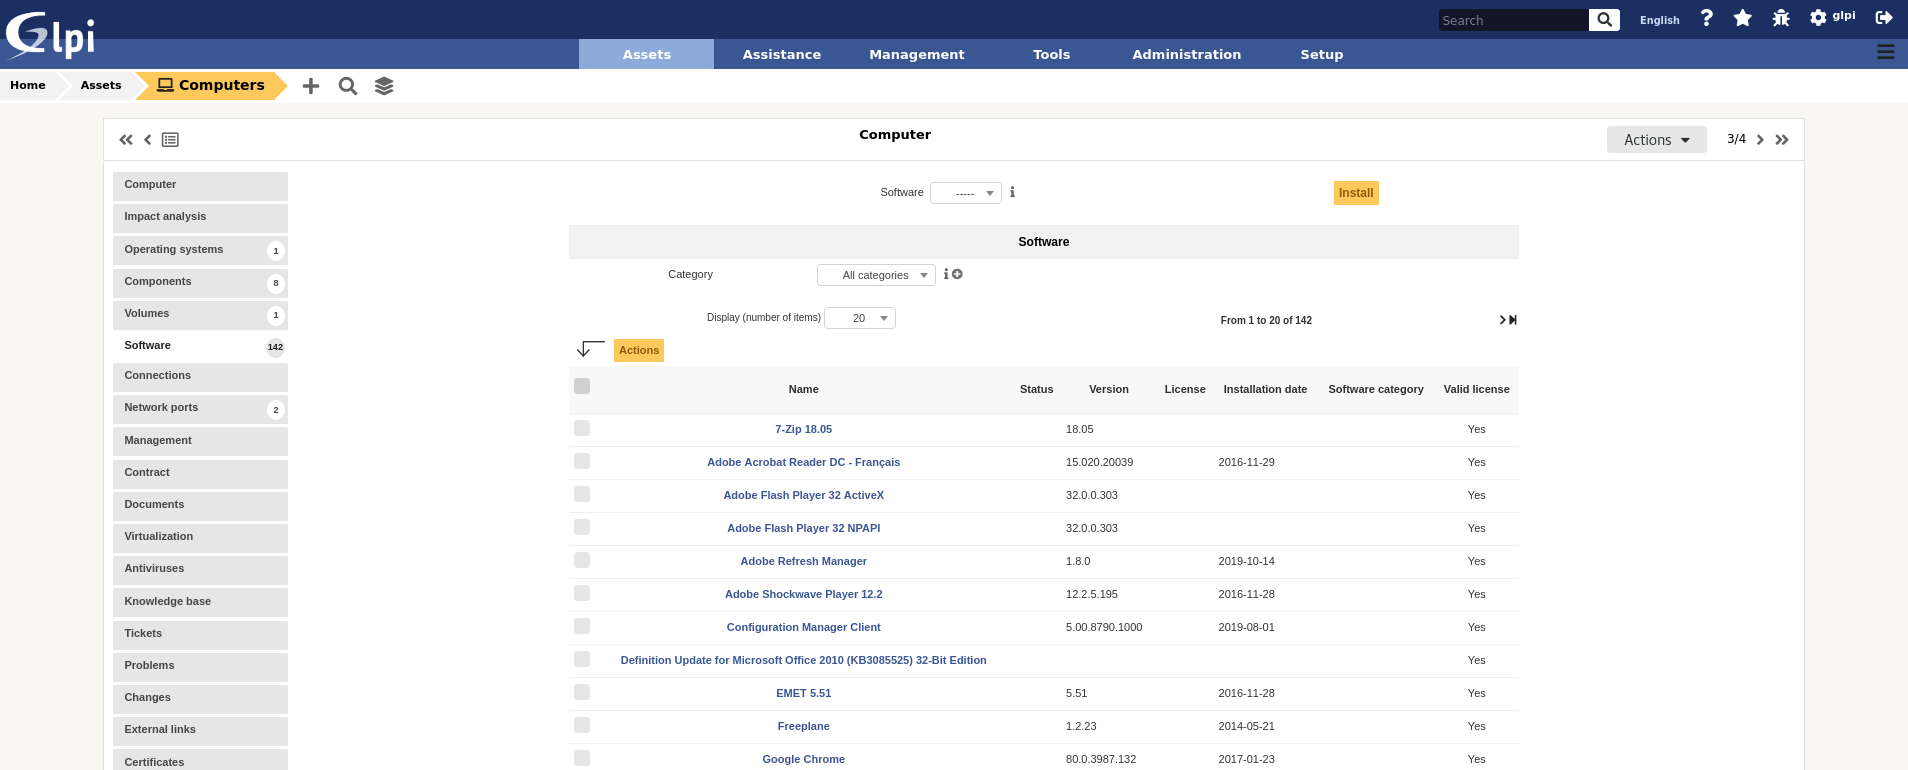 Glpi
Search
English
glpi
Assets Assistance Management Tools Administration Setup
Home Assets Computers
Computer
Actions 3/4
Computer
Impact analysis
Operating systems 1
Components 8
Volumes 1
Software 142
Connections
Network ports 2
Management
Contract
Documents
Virtualization
Antiviruses
Knowledge base
Tickets
Problems
Changes
External links
Certificates
Software ----- Install
Software
Category All categories
Display (number of items) 20 From 1 to 20 of 142
Actions
Name Status Version License Installation date Software category Valid license
7-Zip 18.05 18.05 Yes
Adobe Acrobat Reader DC - Français 15.020.20039 2016-11-29 Yes
Adobe Flash Player 32 ActiveX 32.0.0.303 Yes
Adobe Flash Player 32 NPAPI 32.0.0.303 Yes
Adobe Refresh Manager 1.8.0 2019-10-14 Yes
Adobe Shockwave Player 12.2 12.2.5.195 2016-11-28 Yes
Configuration Manager Client 5.00.8790.1000 2019-08-01 Yes
Definition Update for Microsoft Office 2010 (KB3085525) 32-Bit Edition Yes
EMET 5.51 5.51 2016-11-28 Yes
Freeplane 1.2.23 2014-05-21 Yes
Google Chrome 80.0.3987.132 2017-01-23 Yes